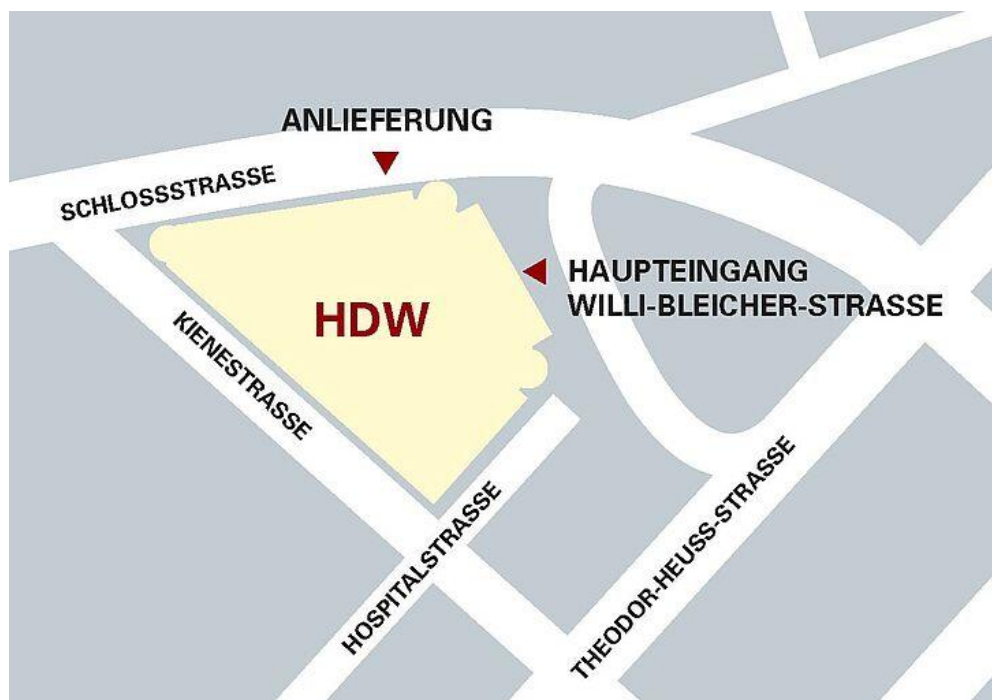 ANLIEFERUNG
SCHLOSSSTRASSE
HAUPTEINGANG
WILLI-BLEICHER-STRASSE
HDW
KIENESTRASSE
HOSPITALSTRASSE
THEODOR-HEUSS-STRASSE